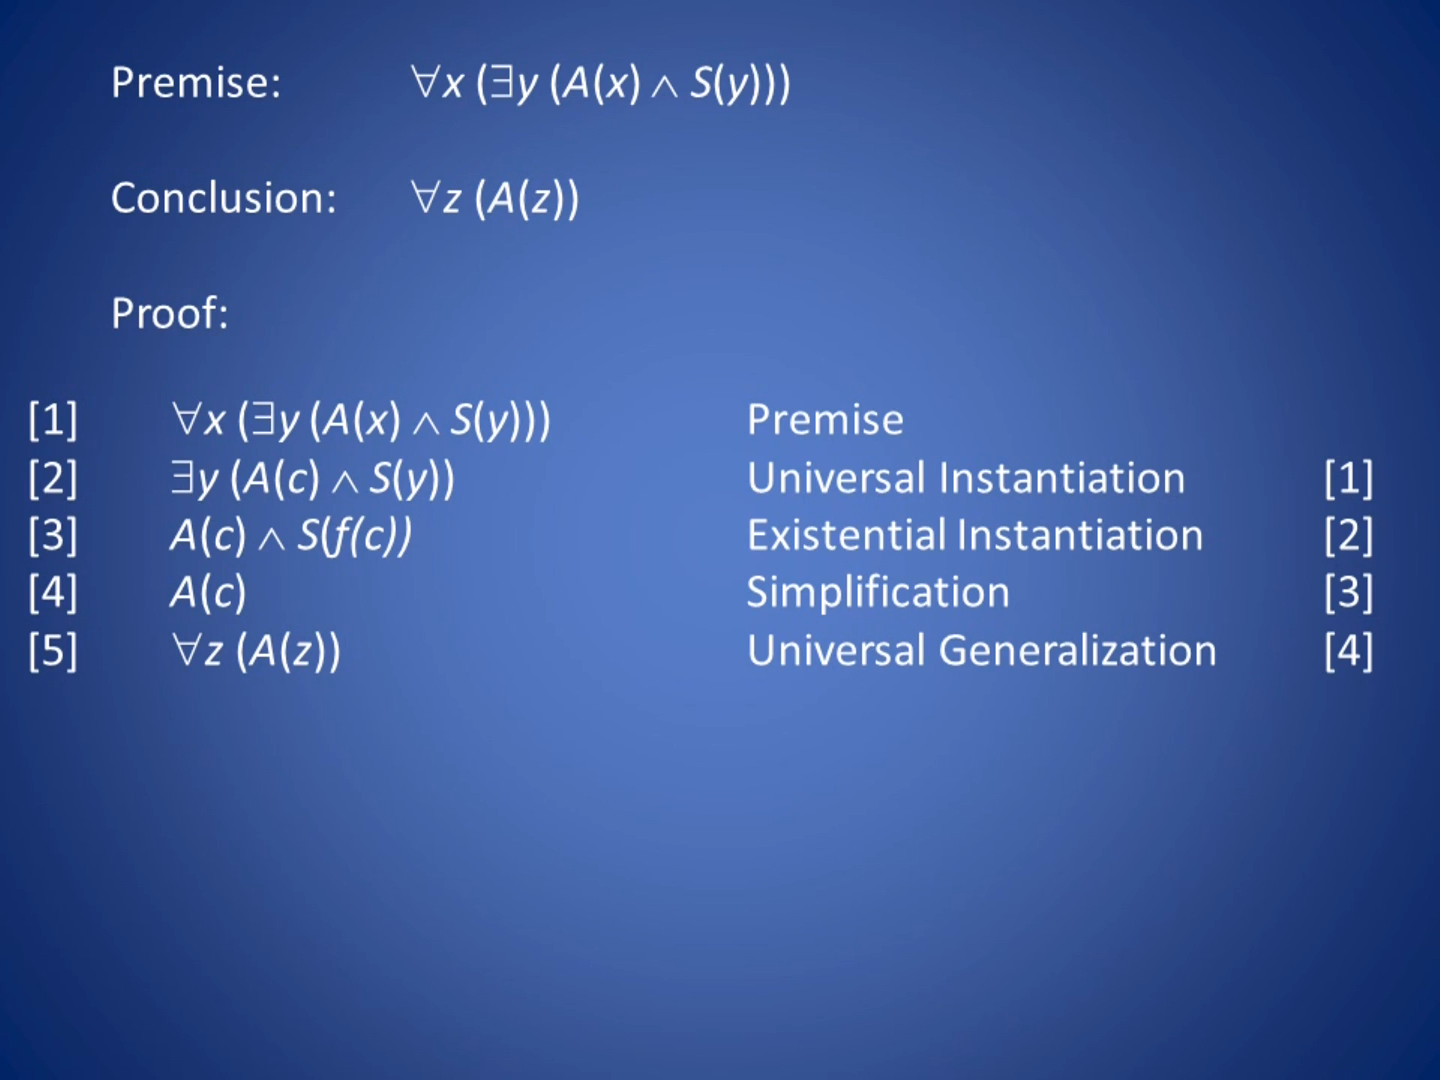 Premise: ∀x (∃y (A(x) ∧ S(y)))
Conclusion: ∀z (A(z))
Proof:
[1] ∀x (∃y (A(x) ∧ S(y))) Premise
[2] ∃y (A(c) ∧ S(y)) Universal Instantiation [1]
[3] A(c) ∧ S(f(c)) Existential Instantiation [2]
[4] A(c) Simplification [3]
[5] ∀z (A(z)) Universal Generalization [4]